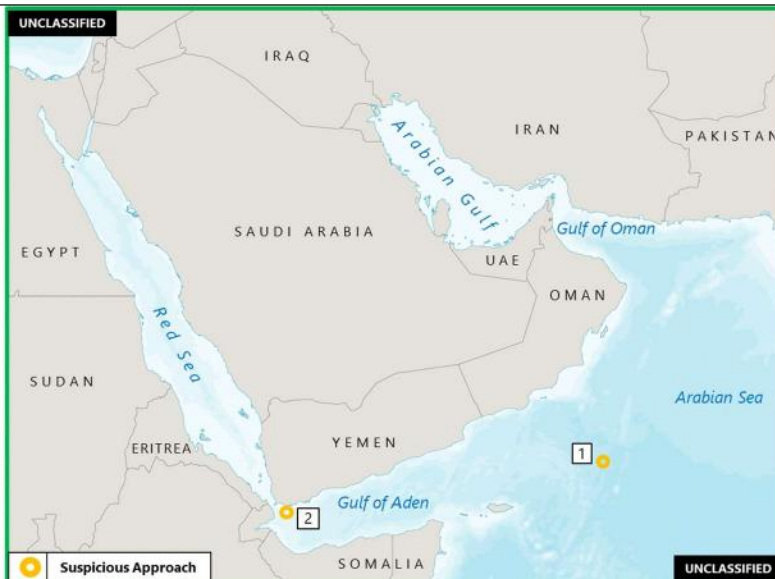 UNCLASSIFIED
IRAQ
IRAN
PAKISTAN
Arabian Gulf
SAUDI ARABIA
Gulf of Oman
EGYPT
UAE
OMAN
Red Sea
SUDAN
Arabian Sea
YEMEN
ERITREA
1
Gulf of Aden
2
SOMALIA
Suspicious Approach
UNCLASSIFIED